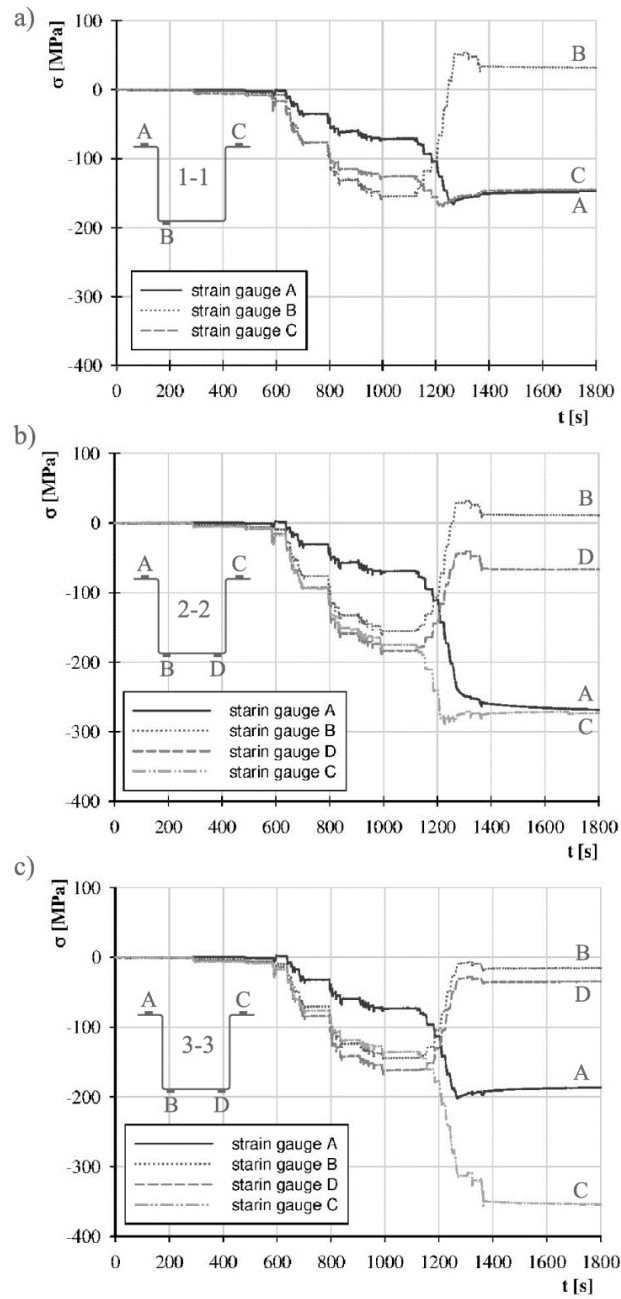 a)
σ [MPa]
100
0
-100
-200
-300
-400
A
C
1-1
B
B
C
A
strain gauge A
strain gauge B
strain gauge C
0 200 400 600 800 1000 1200 1400 1600 1800
t [s]
b)
σ [MPa]
100
0
-100
-200
-300
-400
A
C
2-2
B
D
B
D
A
C
starin gauge A
starin gauge B
starin gauge D
starin gauge C
0 200 400 600 800 1000 1200 1400 1600 1800
t [s]
c)
σ [MPa]
100
0
-100
-200
-300
-400
A
C
3-3
B
D
B
D
A
C
strain gauge A
starin gauge B
starin gauge D
starin gauge C
0 200 400 600 800 1000 1200 1400 1600 1800
t [s]